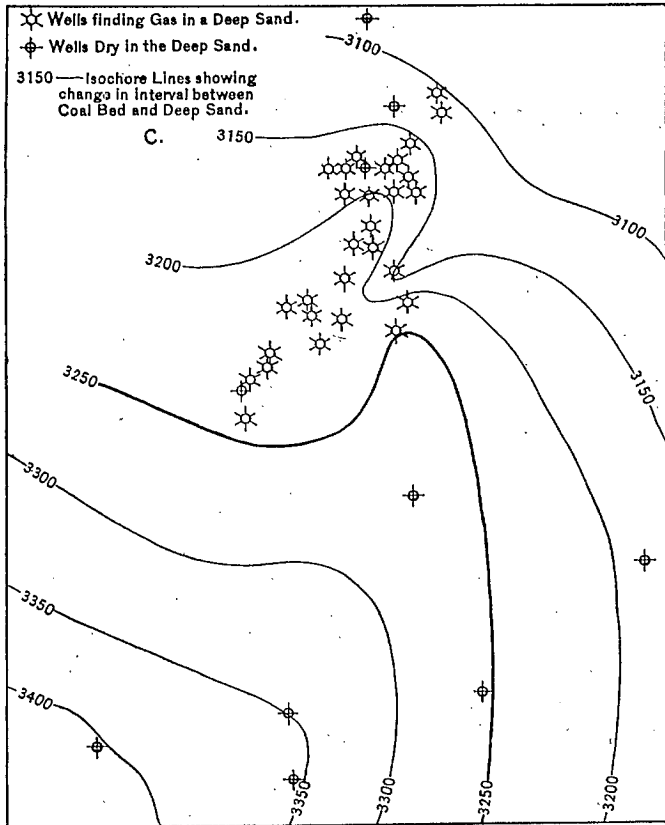 Wells finding Gas in a Deep Sand.
Wells Dry in the Deep Sand.
3150 — Isochore Lines showing
change in interval between
Coal Bed and Deep Sand.
C.
3100
3150
3100
3200
3250
3150
3300
3350
3400
3350
3300
3250
3200